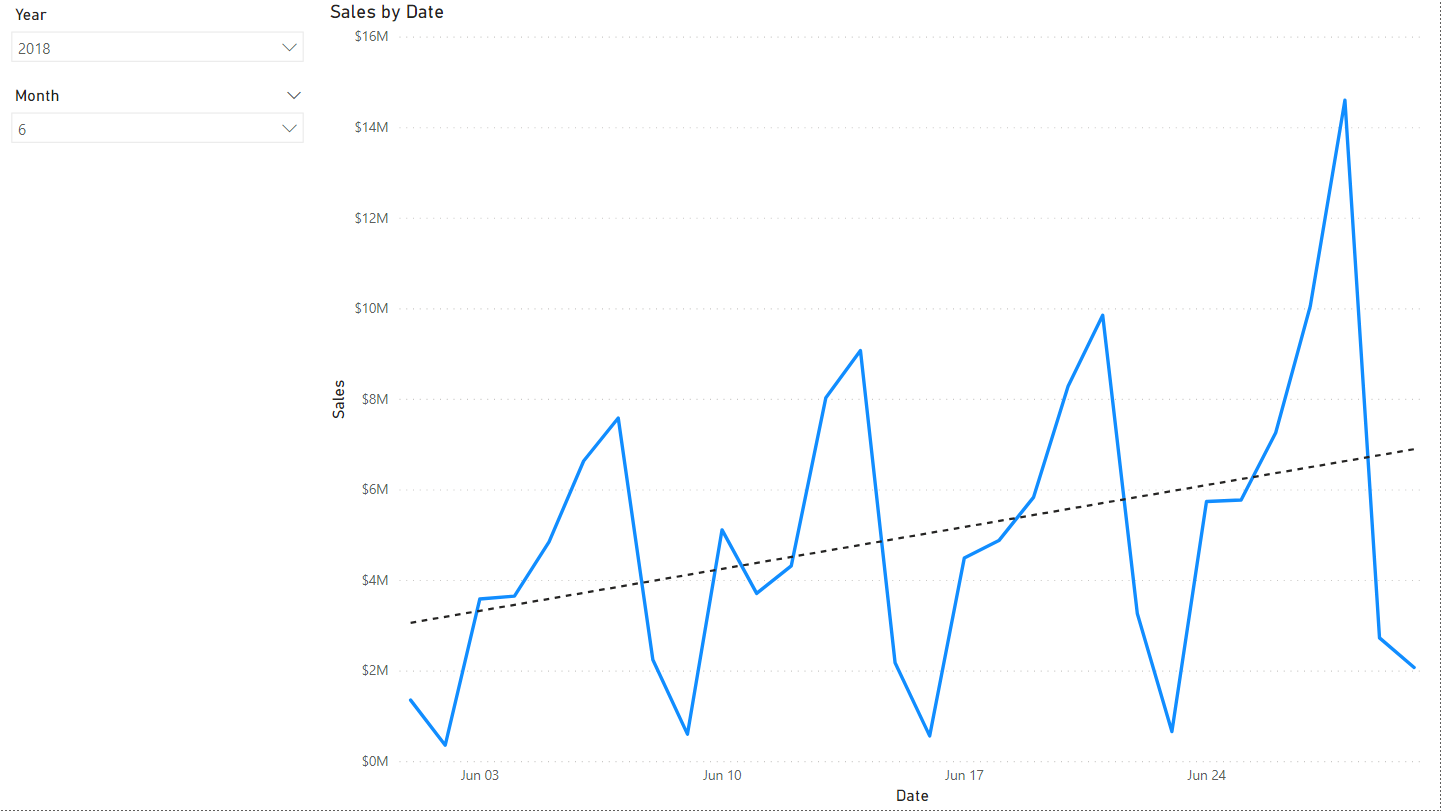 Year
2018
Month
6
Sales by Date
$16M
$14M
$12M
$10M
$8M
$6M
$4M
$2M
$0M
Sales
Jun 03 Jun 10 Jun 17 Jun 24
Date